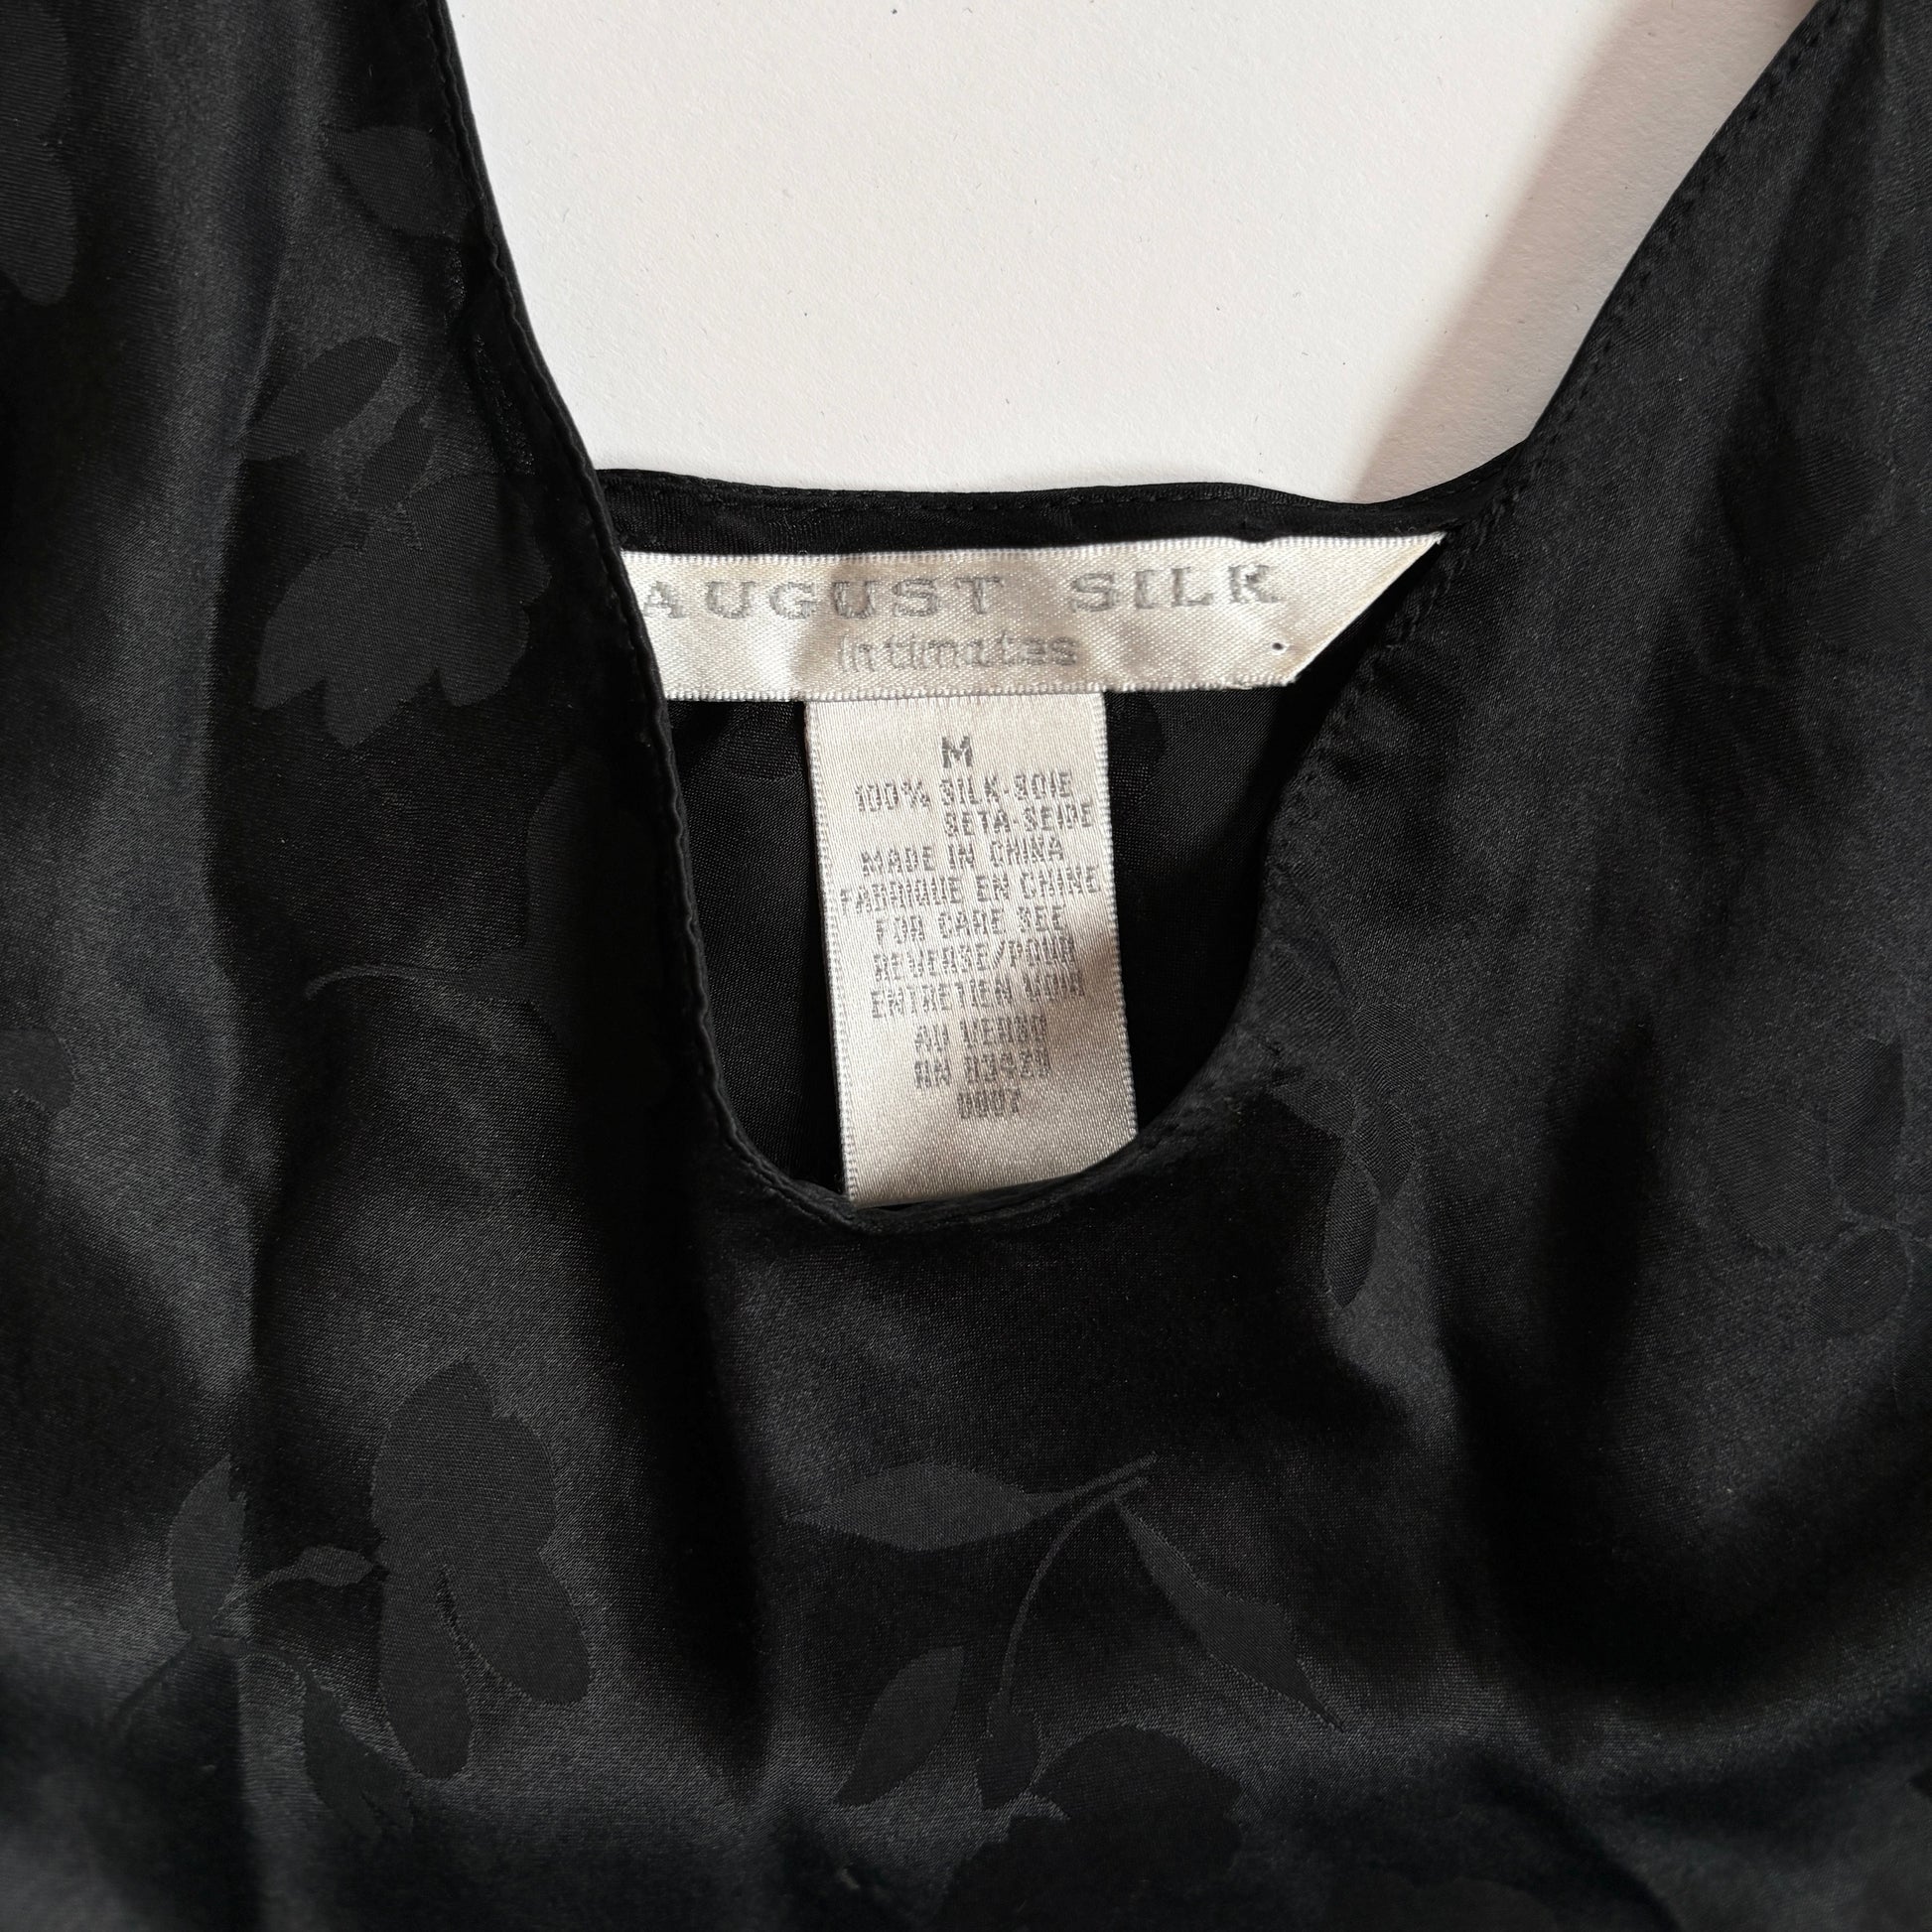 AUGUST SILK
intimates
M
100% SILK-SOIE
SETA-SEIDE
MADE IN CHINA
FABRIQUE EN CHINE
FOR CARE SEE
REVERSE/POUR
ENTRETIEN VOIR
AU VERSO
RN